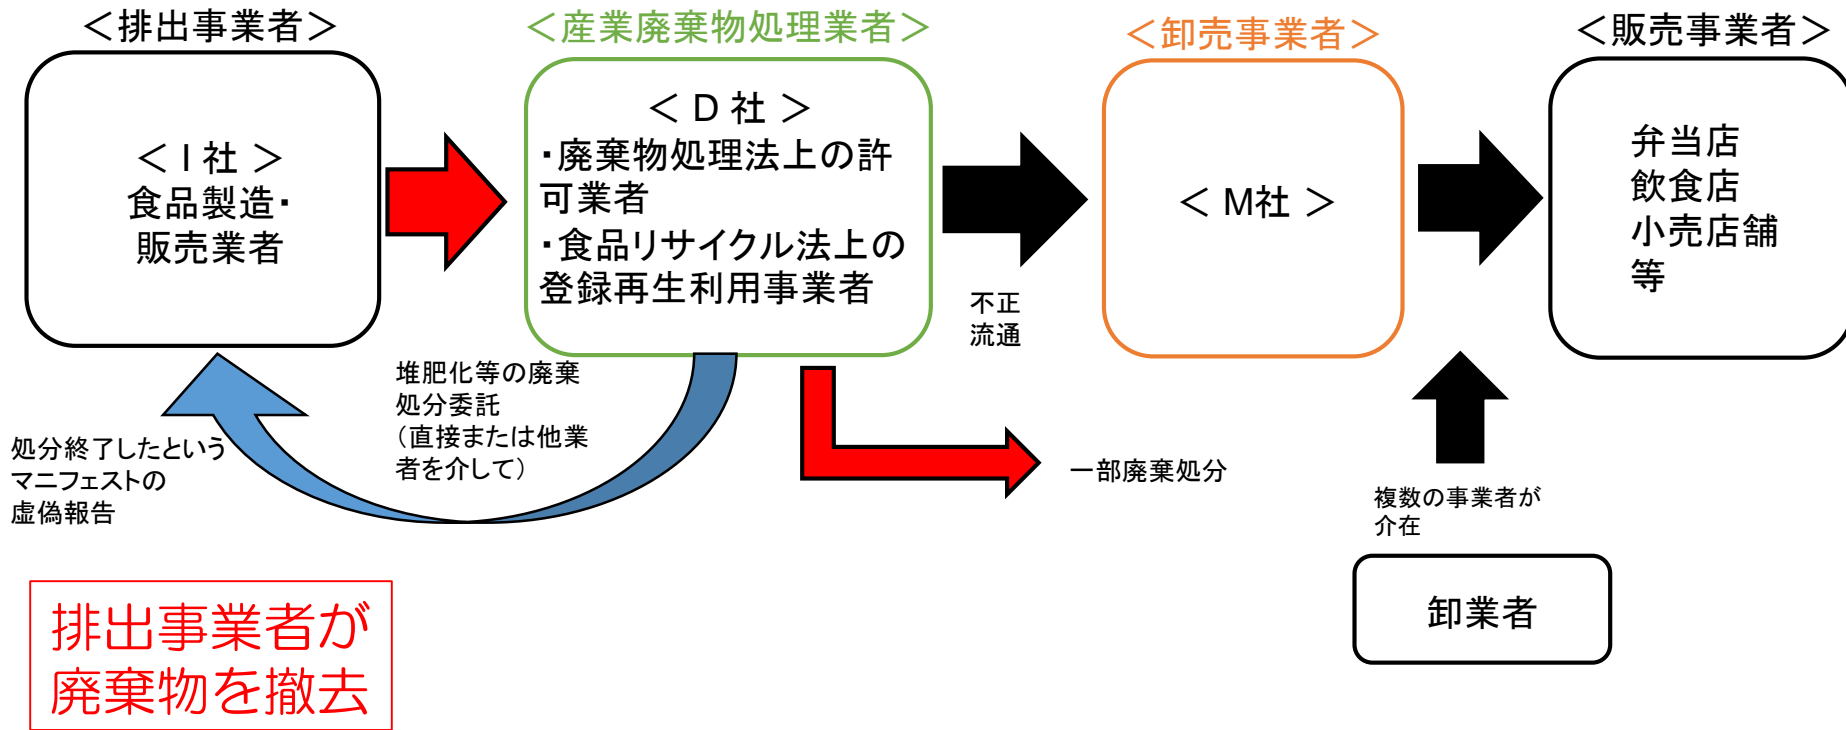 ＜排出事業者＞
＜I 社 ＞
食品製造・
販売業者
＜産業廃棄物処理業者＞
＜ D 社 ＞
・廃棄物処理法上の許
可業者
・食品リサイクル法上の
登録再生利用事業者
＜卸売事業者＞
＜ M社 ＞
＜販売事業者＞
弁当店
飲食店
小売店舗
等
不正
流通
堆肥化等の廃棄
処分委託
（直接または他業
者を介して）
処分終了したという
マニフェストの
虚偽報告
一部廃棄処分
複数の事業者が
介在
卸業者
排出事業者が
廃棄物を撤去